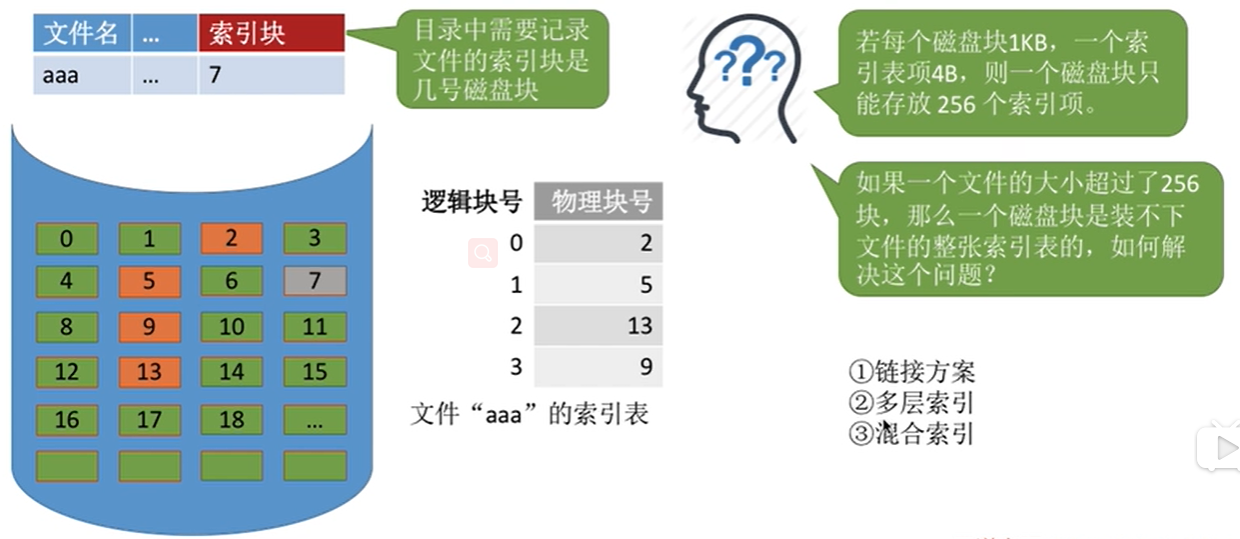 文件名 ... 索引块
aaa ... 7
目录中需要记录
文件的索引块是
几号磁盘块
???
若每个磁盘块1KB，一个索
引表项4B，则一个磁盘块只
能存放 256 个索引项。
如果一个文件的大小超过了256
块，那么一个磁盘块是装不下
文件的整张索引表的，如何解
决这个问题？
0 1 2 3
4 5 6 7
8 9 10 11
12 13 14 15
16 17 18 ...
逻辑块号 物理块号
0 2
1 5
2 13
3 9
文件“aaa”的索引表
①链接方案
②多层索引
③混合索引